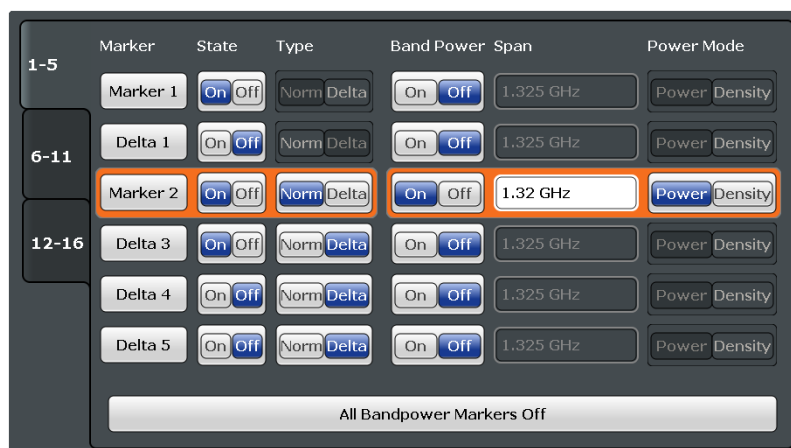 Marker State Type Band Power Span Power Mode
1-5
Marker 1 On Off Norm Delta On Off 1.325 GHz Power Density
Delta 1 On Off Norm Delta On Off 1.325 GHz Power Density
6-11
Marker 2 On Off Norm Delta On Off 1.32 GHz Power Density
12-16 Delta 3 On Off Norm Delta On Off 1.325 GHz Power Density
Delta 4 On Off Norm Delta On Off 1.325 GHz Power Density
Delta 5 On Off Norm Delta On Off 1.325 GHz Power Density
All Bandpower Markers Off